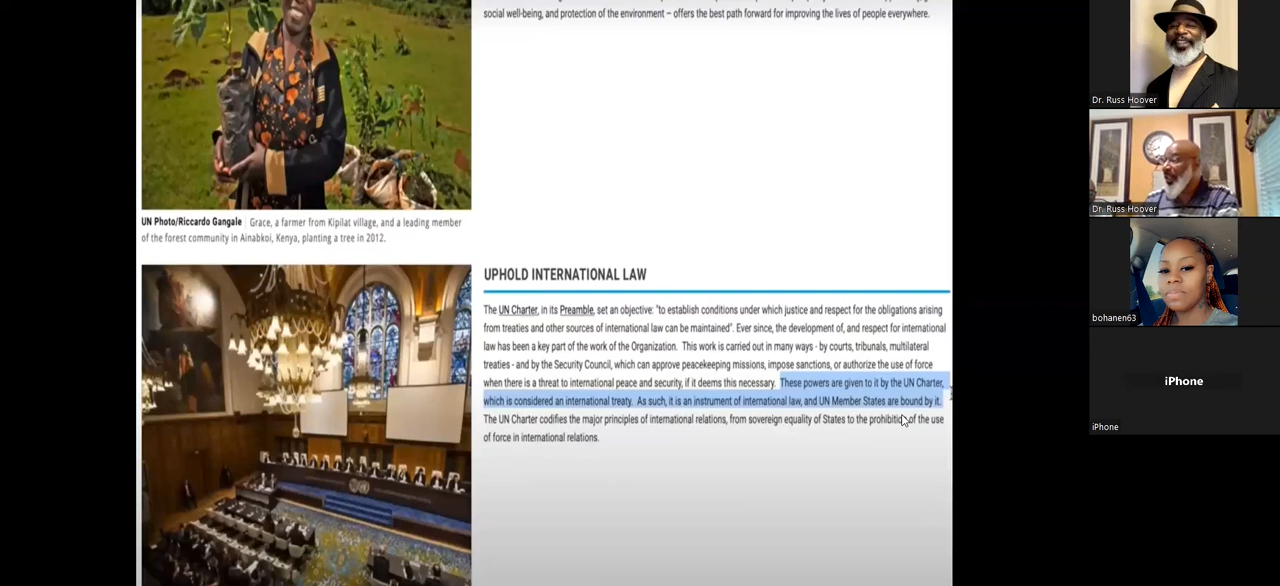 social well-being, and protection of the environment – offers the best path forward for improving the lives of people everywhere.
UN Photo/Riccardo Gangale | Grace, a farmer from Kipilat village, and a leading member
of the forest community in Ainabkoi, Kenya, planting a tree in 2012.
UPHOLD INTERNATIONAL LAW
The UN Charter, in its Preamble, set an objective: "to establish conditions under which justice and respect for the obligations arising
from treaties and other sources of international law can be maintained". Ever since, the development of, and respect for international
law has been a key part of the work of the Organization. This work is carried out in many ways - by courts, tribunals, multilateral
treaties - and by the Security Council, which can approve peacekeeping missions, impose sanctions, or authorize the use of force
when there is a threat to international peace and security, if it deems this necessary. These powers are given to it by the UN Charter,
which is considered an international treaty. As such, it is an instrument of international law, and UN Member States are bound by it.
The UN Charter codifies the major principles of international relations, from sovereign equality of States to the prohibition of the use
of force in international relations.
Dr. Russ Hoover
Dr. Russ Hoover
bohanen63
iPhone
iPhone